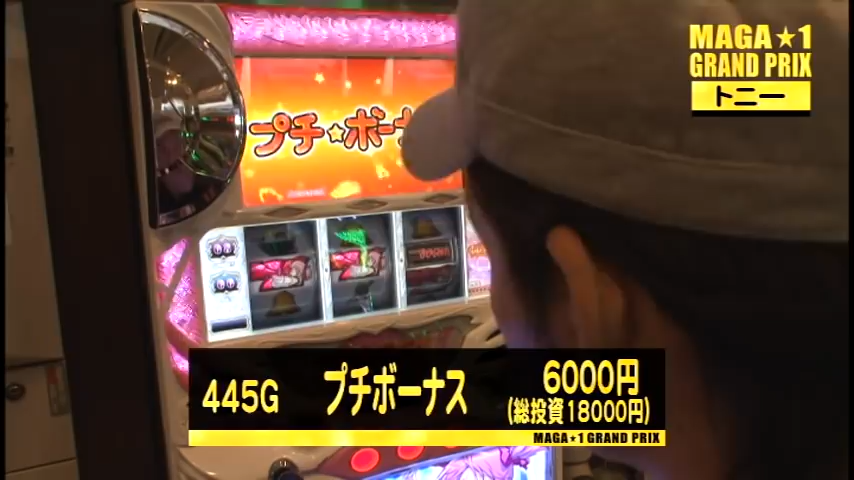 MAGA★1
GRAND PRIX
トニー
プチ☆ボーナ
445G
プチボーナス
6000円
(総投資18000円)
MAGA★1 GRAND PRIX